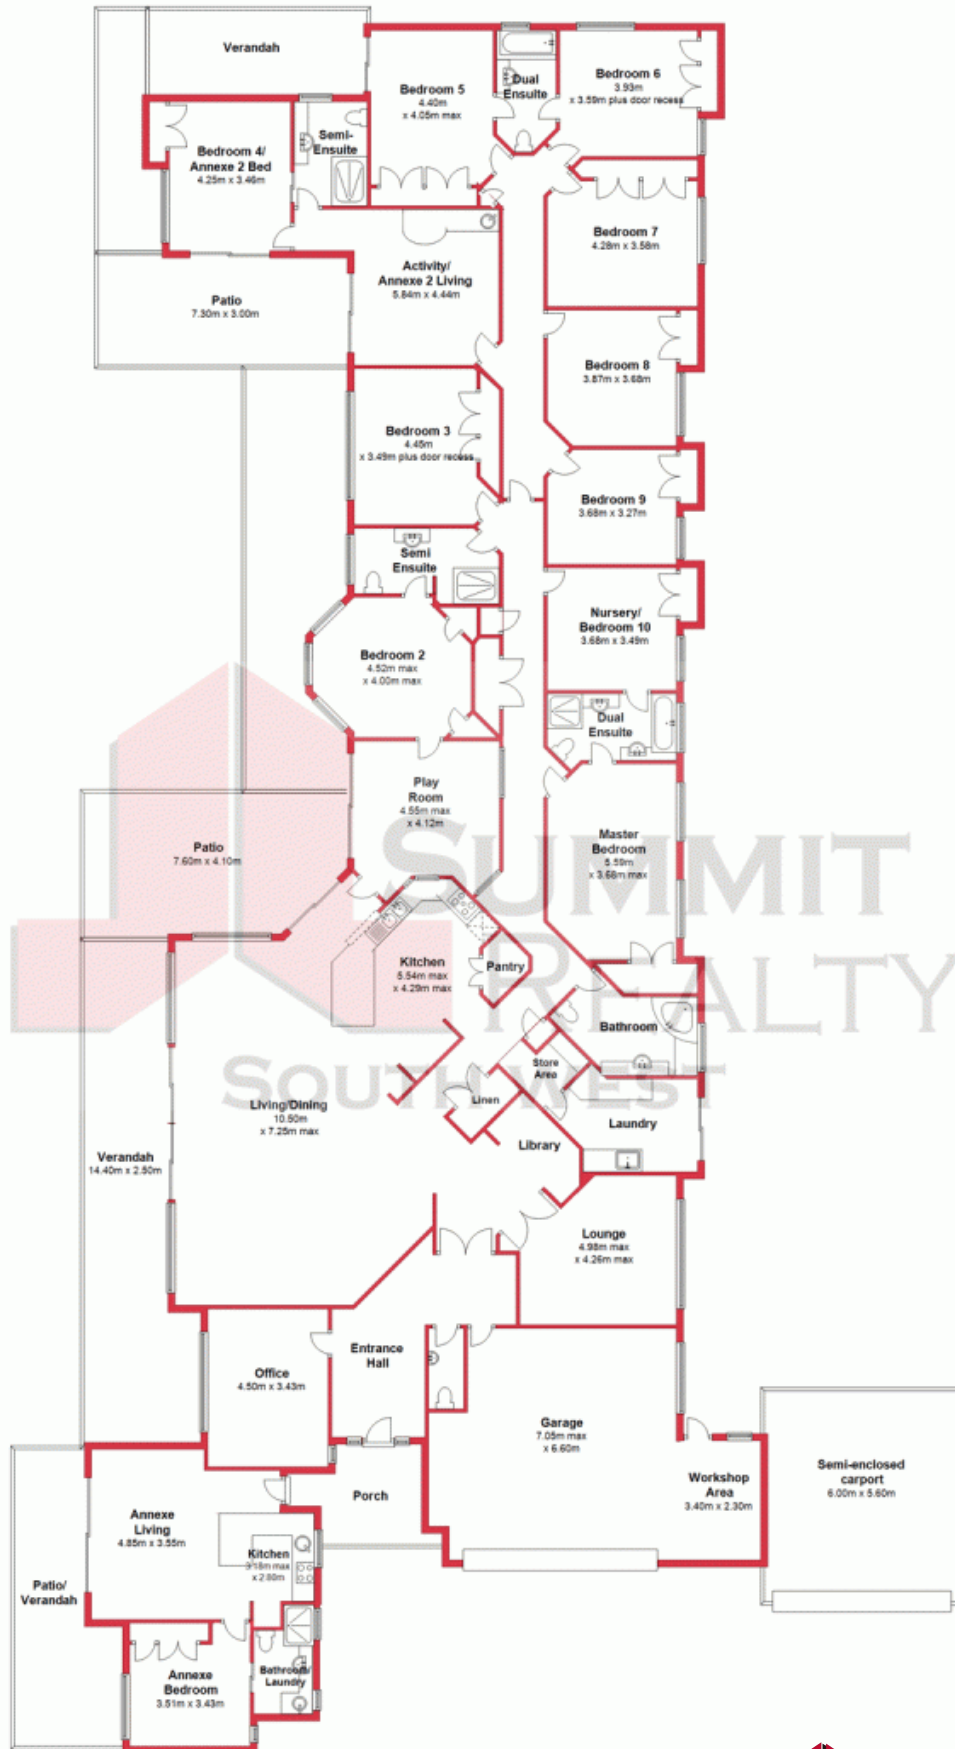 Verandah
Bedroom 5
4.40m
x 4.05m max
Dual
Ensuite
Bedroom 6
3.93m
x 3.59m plus door recess
Bedroom 4/
Annexe 2 Bed
4.25m x 3.46m
Semi-
Ensuite
Bedroom 7
4.28m x 3.58m
Activity/
Annexe 2 Living
5.84m x 4.44m
Patio
7.30m x 3.00m
Bedroom 8
3.87m x 3.68m
Bedroom 3
4.45m
x 3.49m plus door recess
Bedroom 9
3.68m x 3.27m
Semi
Ensuite
Nursery/
Bedroom 10
3.68m x 3.49m
Bedroom 2
4.52m max
x 4.00m max
Dual
Ensuite
Play
Room
4.55m max
x 4.12m
Patio
7.60m x 4.10m
Master
Bedroom
5.59m
x 3.68m max
SUMMIT
REALTY
SOUTH WEST
Kitchen
5.54m max
x 4.29m max
Pantry
Bathroom
Store
Area
Linen
Living/Dining
10.50m
x 7.25m max
Laundry
Library
Verandah
14.40m x 2.50m
Lounge
4.98m max
x 4.26m max
Entrance
Hall
Office
4.50m x 3.43m
Garage
7.05m max
x 6.60m
Workshop
Area
3.40m x 2.30m
Semi-enclosed
carport
6.00m x 5.60m
Porch
Annexe
Living
4.85m x 3.55m
Kitchen
3.18m max
x 2.80m
Patio/
Verandah
Annexe
Bedroom
3.51m x 3.43m
Bathroom/
Laundry